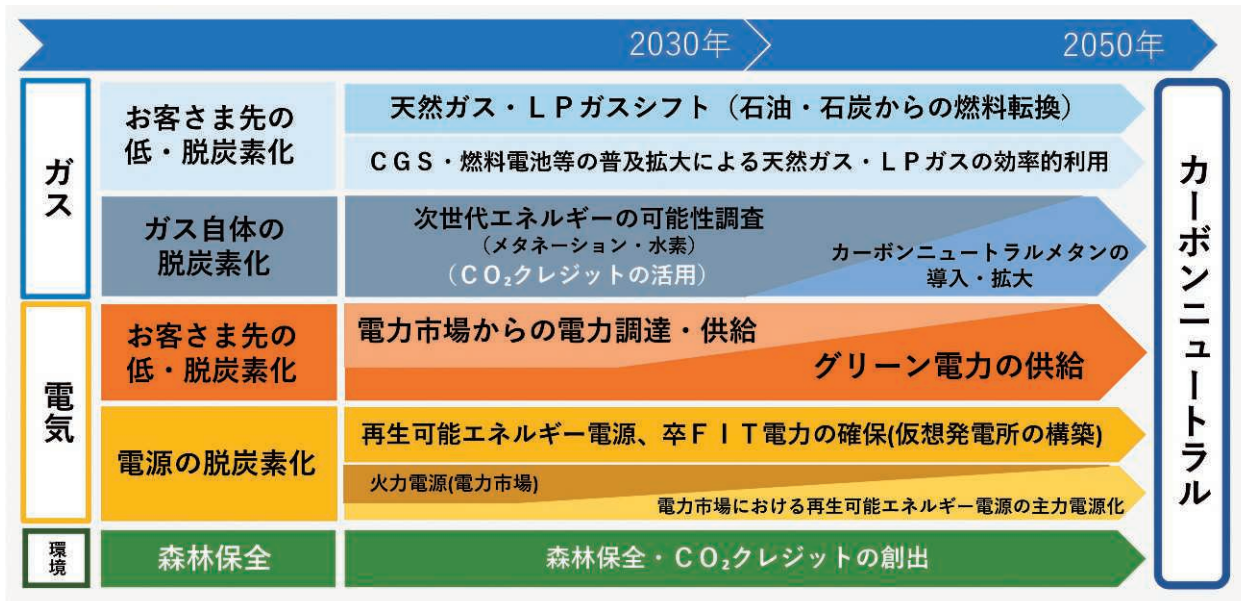 2030年
2050年
ガス
お客さま先の
低・脱炭素化
天然ガス・ＬＰガスシフト（石油・石炭からの燃料転換）
ＣＧＳ・燃料電池等の普及拡大による天然ガス・ＬＰガスの効率的利用
ガス自体の
脱炭素化
次世代エネルギーの可能性調査
（メタネーション・水素）
（ＣＯ₂クレジットの活用）
カーボンニュートラルメタンの
導入・拡大
電気
お客さま先の
低・脱炭素化
電力市場からの電力調達・供給
グリーン電力の供給
電源の脱炭素化
再生可能エネルギー電源、卒ＦＩＴ電力の確保(仮想発電所の構築)
火力電源(電力市場)
電力市場における再生可能エネルギー電源の主力電源化
環境
森林保全
森林保全・ＣＯ₂クレジットの創出
カーボンニュートラル